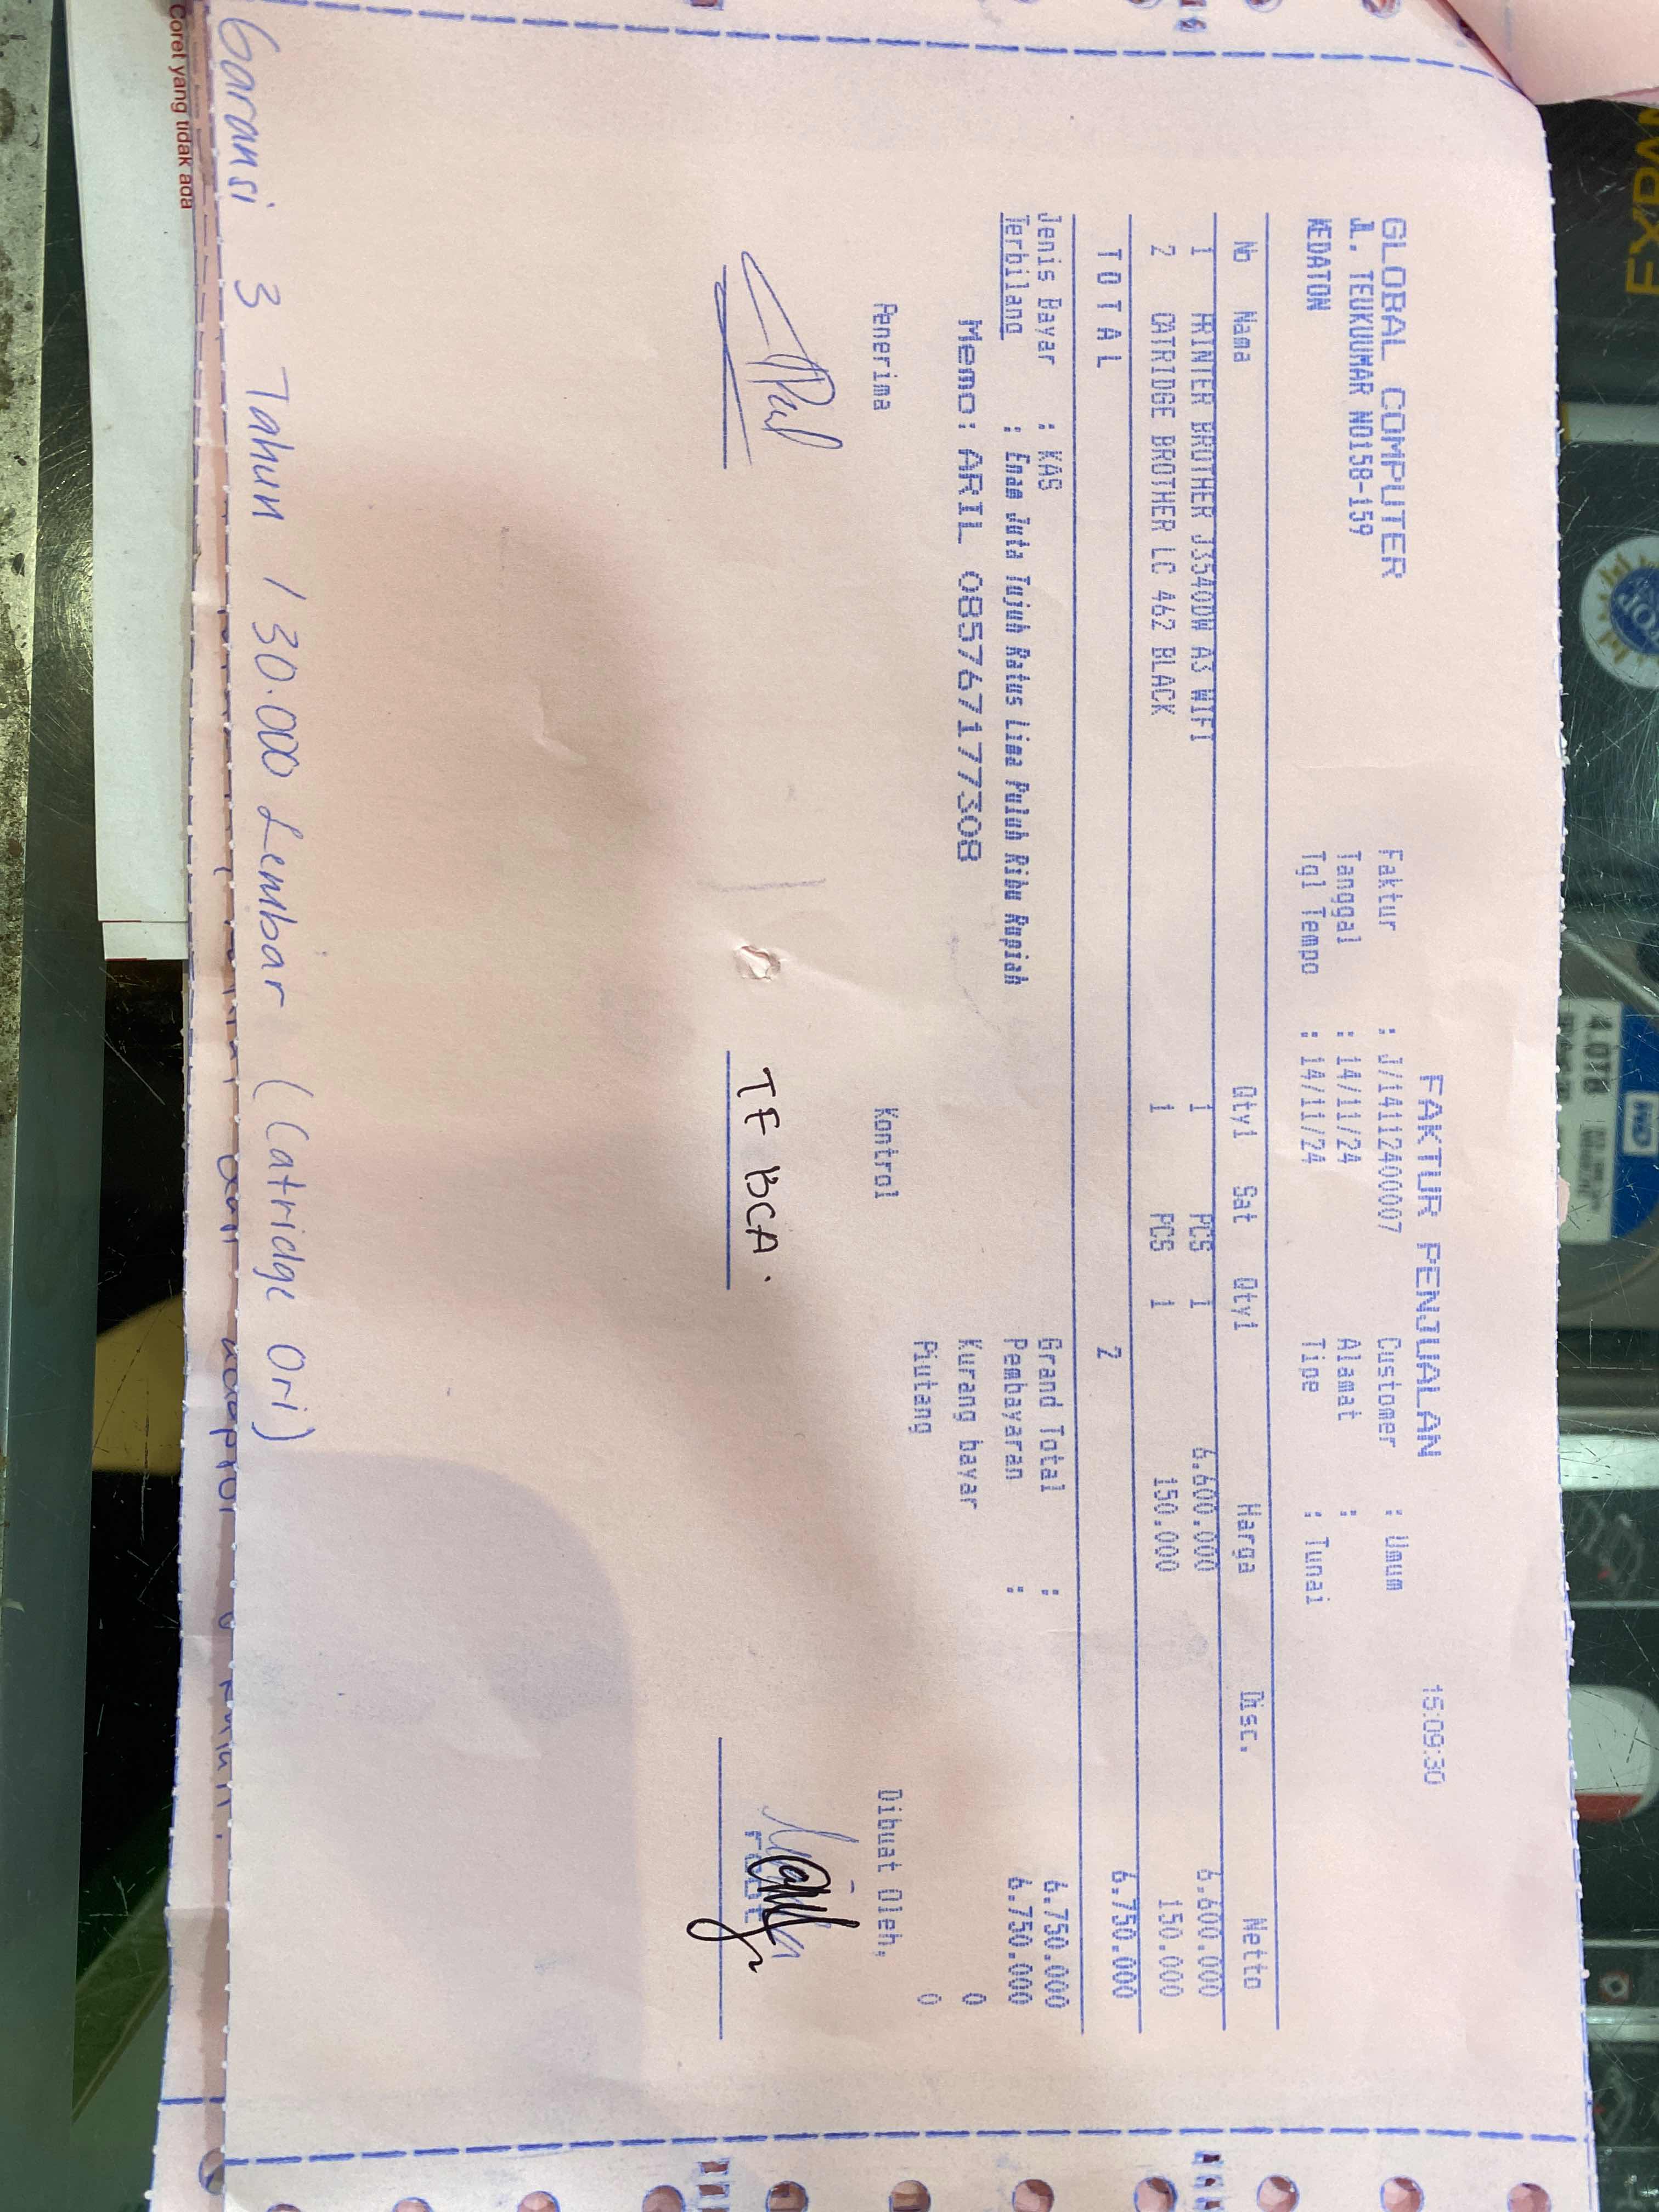 FAKTUR PENJUALAN 15:09:30
GLOBAL COMPUTER Faktur : J/14112400007 Customer : Umum
JL. TEUKUUMAR NO158-159 Tanggal : 14/11/24 Alamat :
KEDATON Tgl Tempo : 14/11/24 Tipe : Tunai
No Nama Qty1 Sat Qty1 Harga Disc. Netto
1 PRINTER BROTHER J3540DW A3 WIFI 1 PCS 1 6.600.000 6.600.000
2 CATRIDGE BROTHER LC 462 BLACK 1 PCS 1 150.000 150.000
T O T A L 2 6.750.000
Jenis Bayar : KAS Grand Total : 6.750.000
Terbilang : Enam Juta Tujuh Ratus Lima Puluh Ribu Rupiah Pembayaran : 6.750.000
Memo: ARIL 085767177308 Kurang bayar 0
Piutang 0
Penerima Kontrol Dibuat Oleh,
TF BCA.
Garansi 3 Tahun / 30.000 Lembar (Catridge Ori)
Coret yang tidak ada
4.0TB
WD